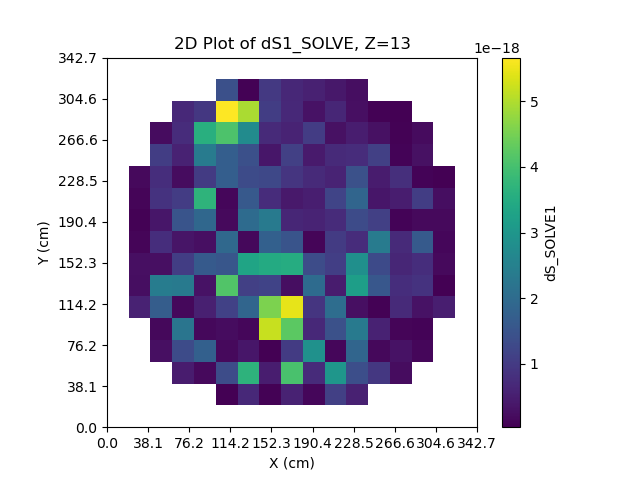 2D Plot of dS1_SOLVE, Z=13
1e−18
342.7
304.6
266.6
228.5
190.4
152.3
114.2
76.2
38.1
0.0
Y (cm)
0.0 38.1 76.2 114.2 152.3 190.4 228.5 266.6 304.6 342.7
X (cm)
5
4
3
2
1
dS_SOLVE1